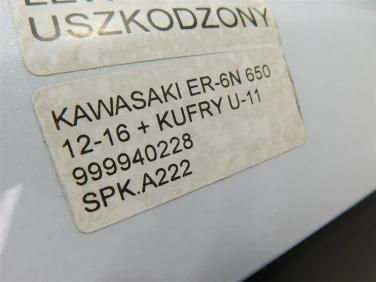 USZKODZONY
KAWASAKI ER-6N 650
12-16 + KUFRY U-11
999940228
SPK.A222